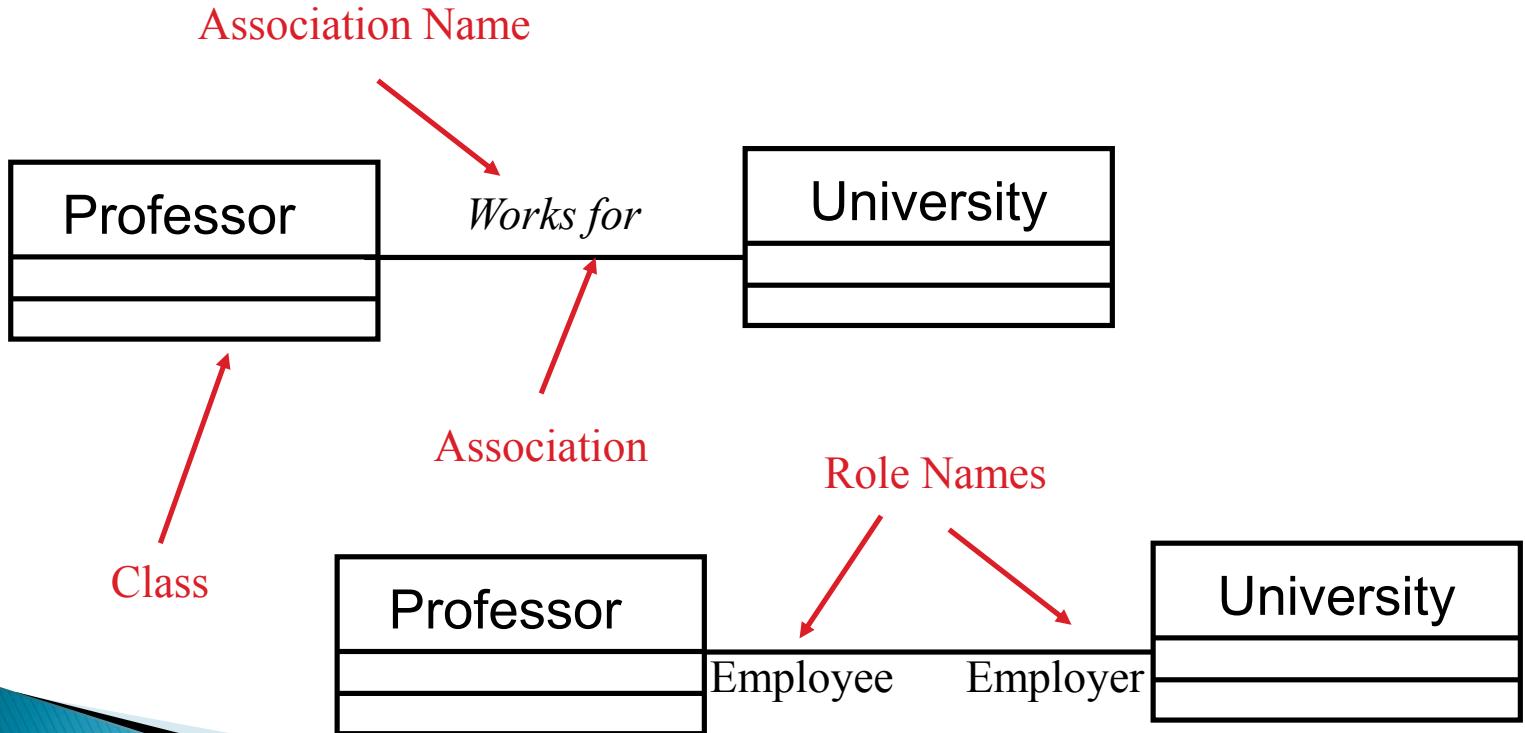 Association Name
Professor
Works for
University
Association
Role Names
Class
Professor
University
Employee
Employer